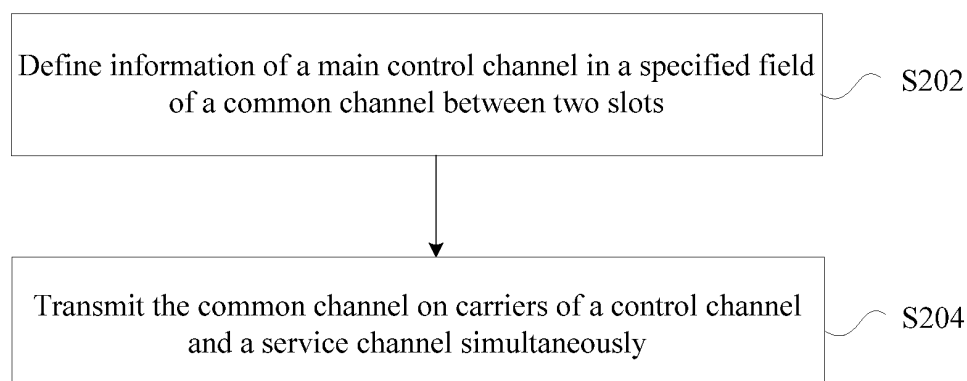 Define information of a main control channel in a specified field
of a common channel between two slots
S202
Transmit the common channel on carriers of a control channel
and a service channel simultaneously
S204